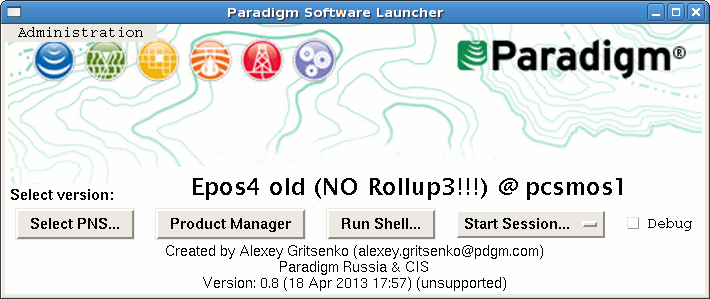 Paradigm Software Launcher
Administration
Paradigm®
Epos4 old (NO Rollup3!!!) @ pcsmos1
Select version:
Select PNS... Product Manager Run Shell... Start Session... Debug
Created by Alexey Gritsenko (alexey.gritsenko@pdgm.com)
Paradigm Russia & CIS
Version: 0.8 (18 Apr 2013 17:57) (unsupported)